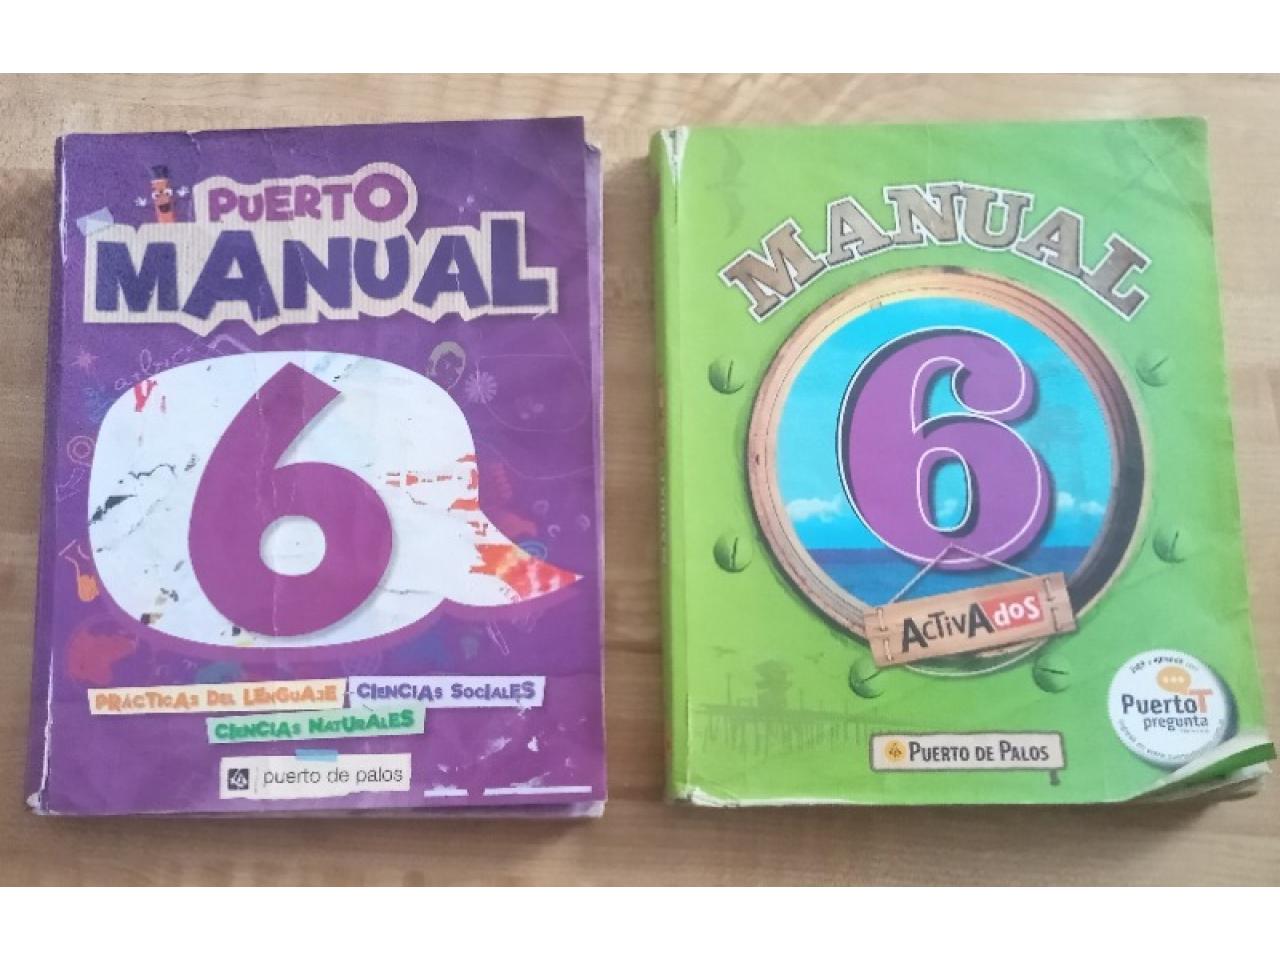 PUERTO
MANUAL
6
PRÁCTICAS DEL LENGUAJE
CIENCIAS SOCIALES
CIENCIAS NATURALES
puerto de palos
MANUAL
6
ACTIVAdos
PuertoT
pregunta
PUERTO DE PALOS